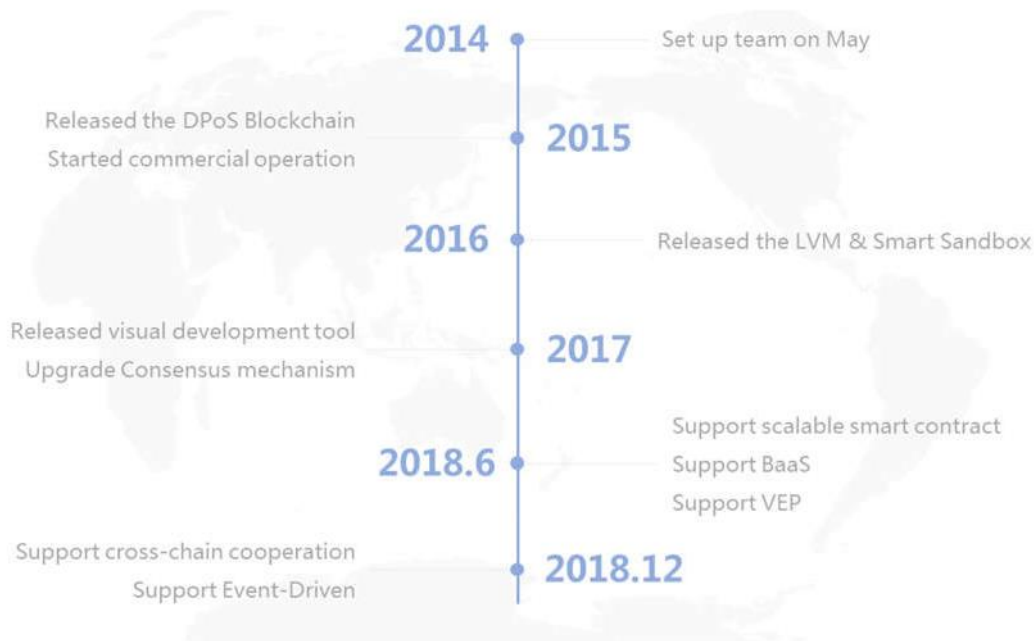 2014
Set up team on May
Released the DPoS Blockchain
Started commercial operation
2015
2016
Released the LVM & Smart Sandbox
Released visual development tool
Upgrade Consensus mechanism
2017
2018.6
Support scalable smart contract
Support BaaS
Support VEP
Support cross-chain cooperation
Support Event-Driven
2018.12